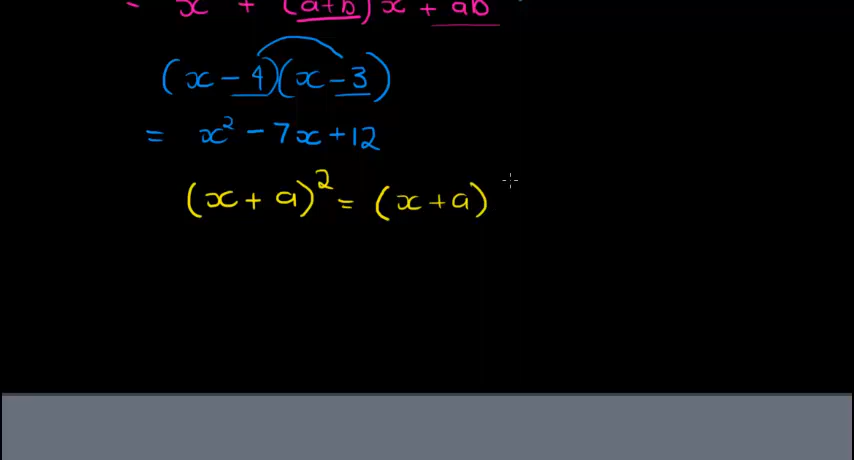 = x² + (a+b)x + ab
(x-4)(x-3)
= x² - 7x + 12
(x + a)² = (x + a)